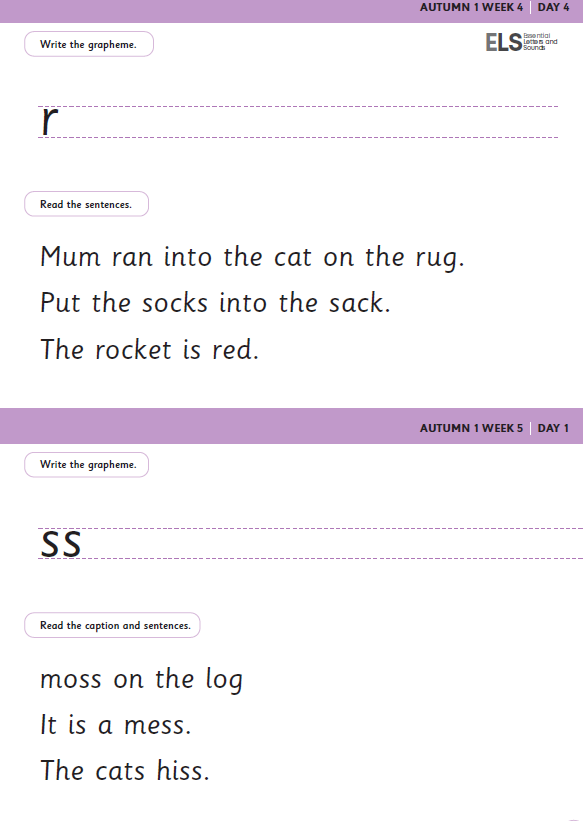 AUTUMN 1 WEEK 4 | DAY 4
Write the grapheme.
ELS Essential Letters and Sounds
r
Read the sentences.
Mum ran into the cat on the rug.
Put the socks into the sack.
The rocket is red.
AUTUMN 1 WEEK 5 | DAY 1
Write the grapheme.
ss
Read the caption and sentences.
moss on the log
It is a mess.
The cats hiss.